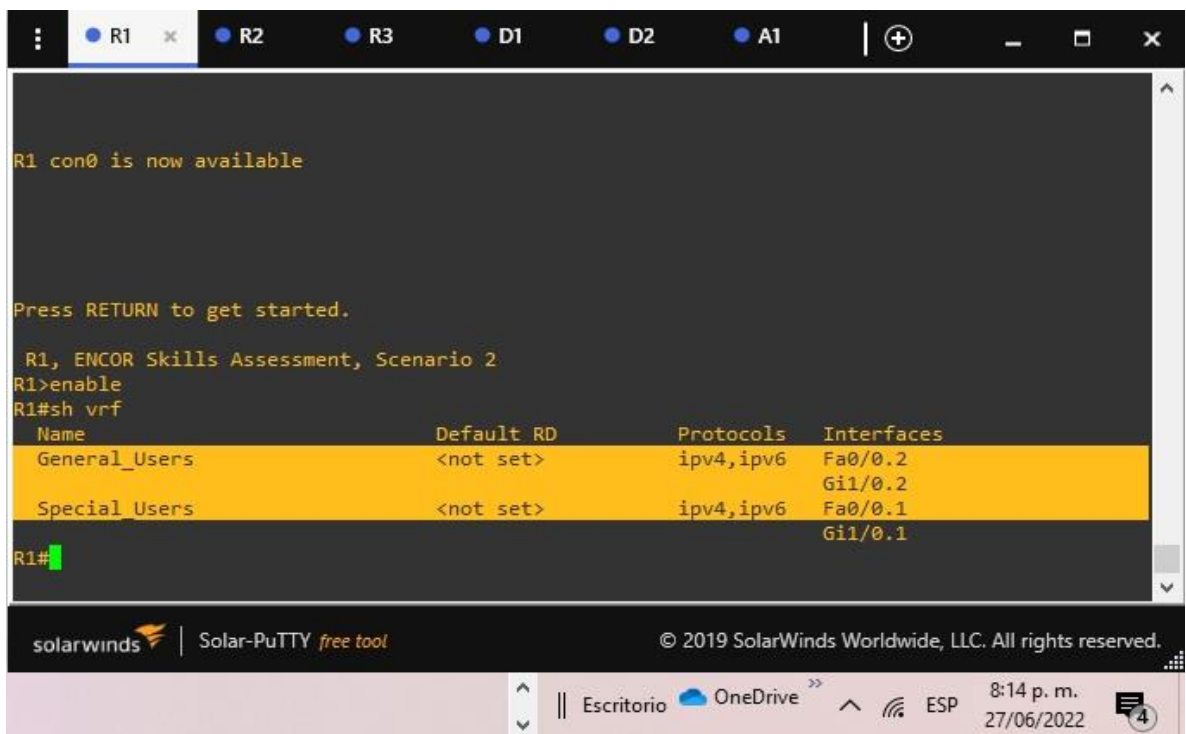 R1 R2 R3 D1 D2 A1
R1 con0 is now available
Press RETURN to get started.
R1, ENCOR Skills Assessment, Scenario 2
R1>enable
R1#sh vrf
Name Default RD Protocols Interfaces
General_Users <not set> ipv4,ipv6 Fa0/0.2
Gi1/0.2
Special_Users <not set> ipv4,ipv6 Fa0/0.1
Gi1/0.1
R1#
solarwinds | Solar-PuTTY free tool © 2019 SolarWinds Worldwide, LLC. All rights reserved.
Escritorio OneDrive ESP 8:14 p. m.
27/06/2022 4